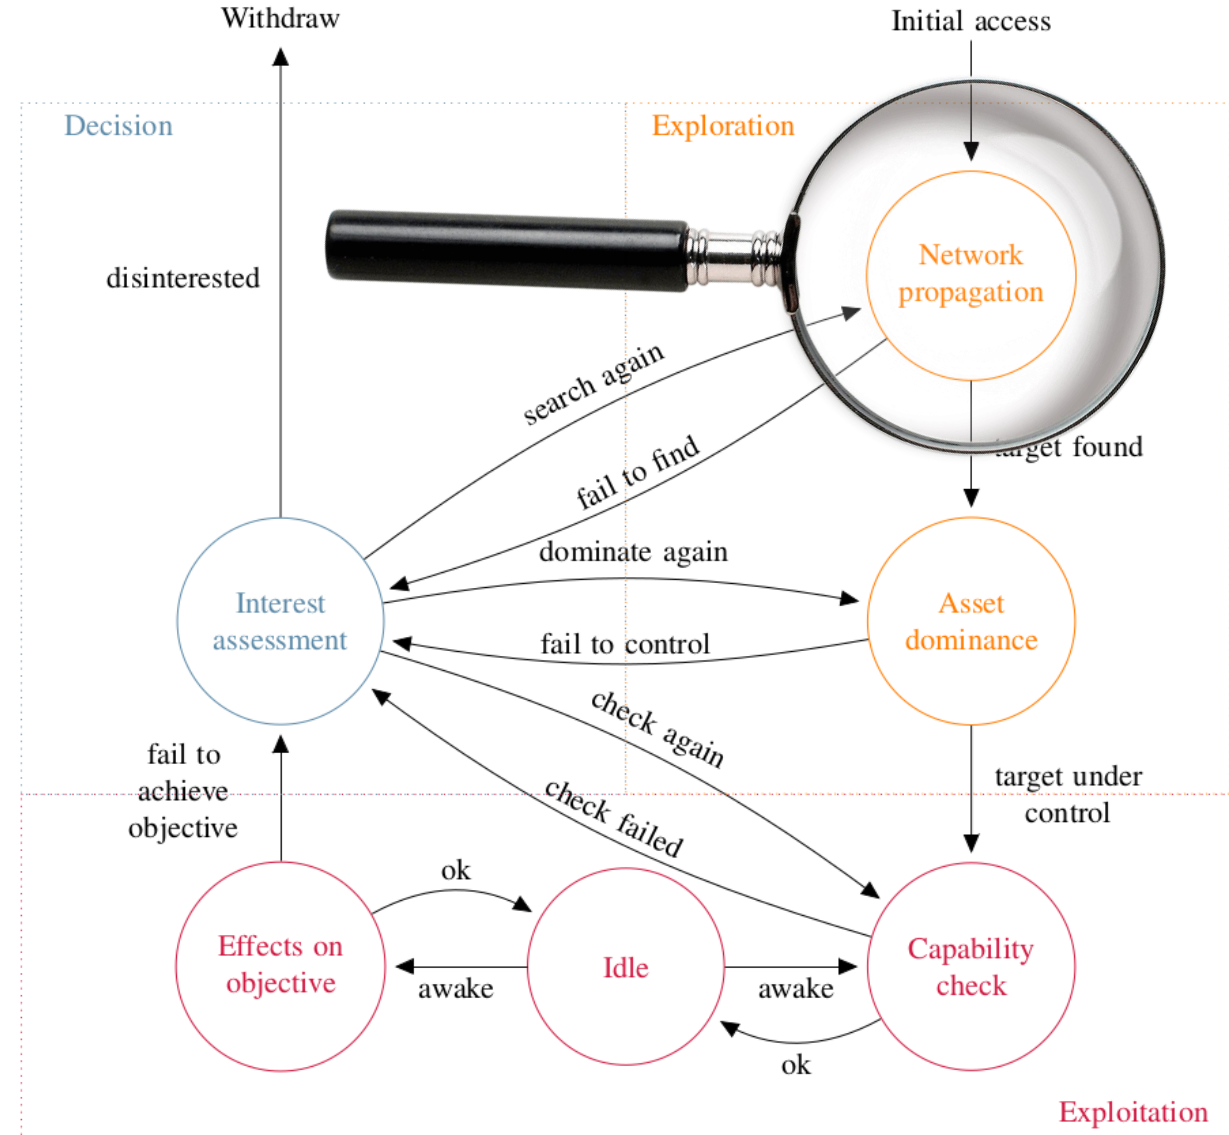 Withdraw
Initial access
Decision
Exploration
disinterested
Network
propagation
search again
fail to find
target found
dominate again
Interest
assessment
Asset
dominance
fail to control
check again
fail to
achieve
objective
target under
control
check failed
ok
Effects on
objective
Idle
Capability
check
awake
awake
ok
Exploitation